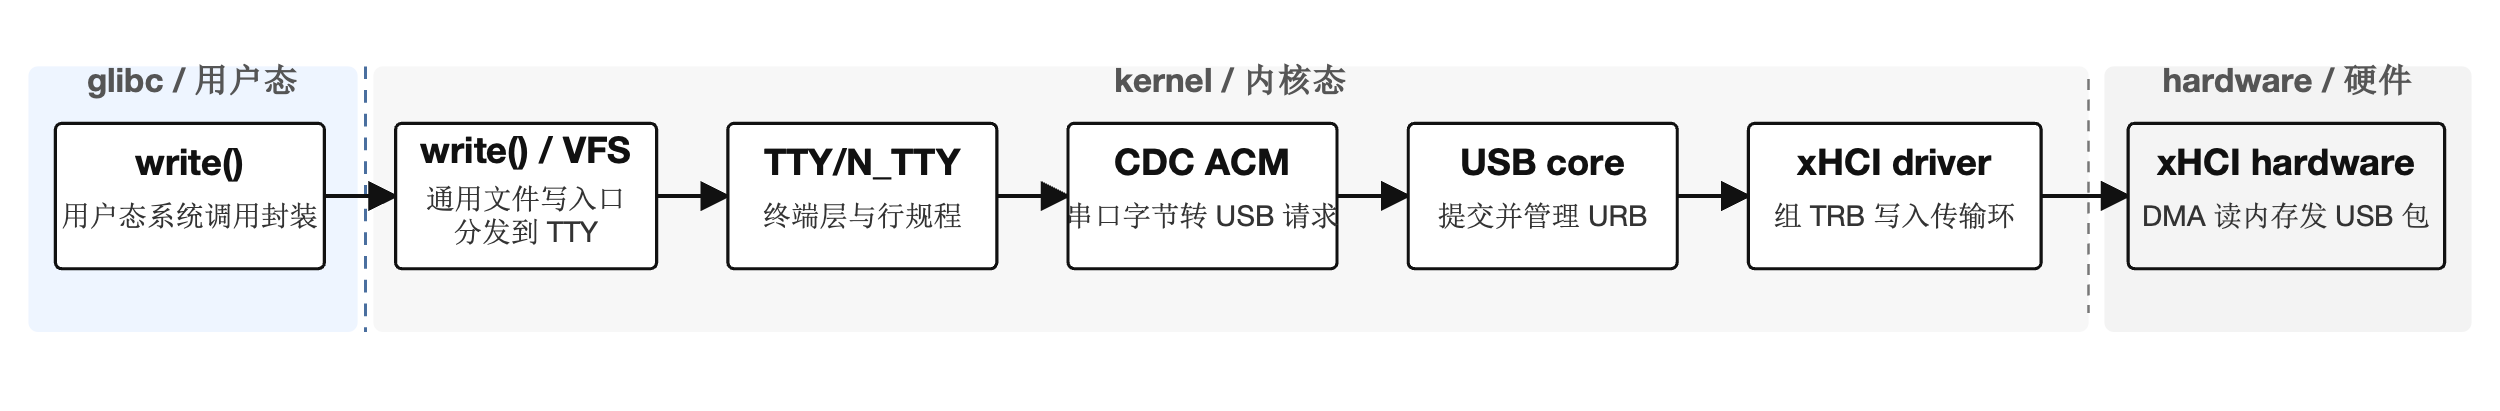 glibc / 用户态
kernel / 内核态
hardware / 硬件
write()
用户态系统调用封装
write() / VFS
通用文件写入口
分发到 TTY
TTY/N_TTY
终端层与行规程
CDC ACM
串口字节转 USB 请求
USB core
提交并管理 URB
xHCI driver
组 TRB 写入传输环
xHCI hardware
DMA 读内存发 USB 包